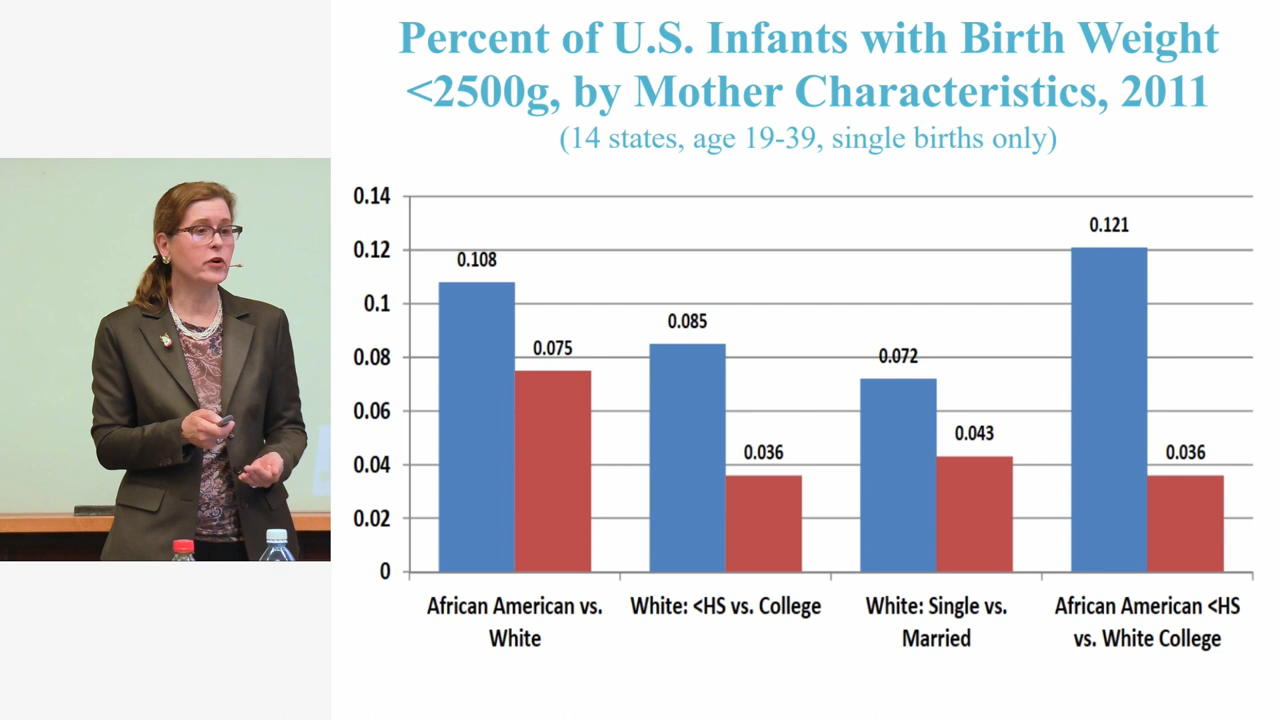 Percent of U.S. Infants with Birth Weight
<2500g, by Mother Characteristics, 2011
(14 states, age 19-39, single births only)
0.14
0.12
0.1
0.08
0.06
0.04
0.02
0
0.108
0.075
0.085
0.036
0.072
0.043
0.121
0.036
African American vs.
White
White: <HS vs. College
White: Single vs.
Married
African American <HS
vs. White College